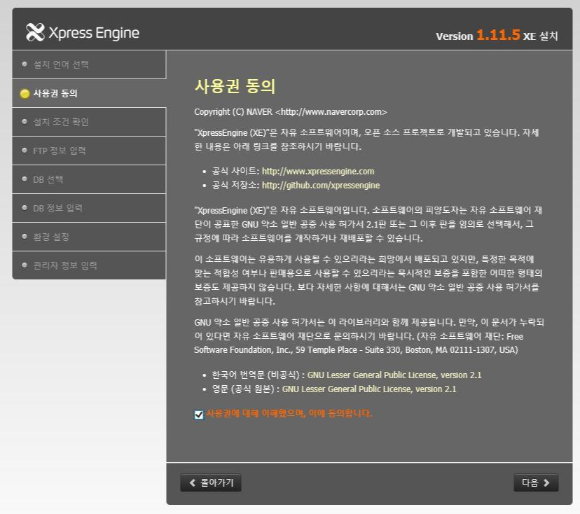 Xpress Engine
Version 1.11.5 XE 설치
설치 언어 선택
사용권 동의
설치 조건 확인
FTP 정보 입력
DB 선택
DB 정보 입력
환경 설정
관리자 정보 입력
사용권 동의
Copyright (C) NAVER <http://www.navercorp.com>
"XpressEngine (XE)"은 자유 소프트웨어이며, 오픈 소스 프로젝트로 개발되고 있습니다. 자세
한 내용은 아래 링크를 참조하시기 바랍니다.
공식 사이트: http://www.xpressengine.com
공식 저장소: http://github.com/xpressengine
"XpressEngine (XE)"은 자유 소프트웨어입니다. 소프트웨어의 피양도자는 자유 소프트웨어 재
단이 공표한 GNU 약소 일반 공중 사용 허가서 2.1판 또는 그 이후 판을 임의로 선택해서, 그
규정에 따라 소프트웨어를 개작하거나 재배포할 수 있습니다.
이 소프트웨어는 유용하게 사용될 수 있으리라는 희망에서 배포되고 있지만, 특정한 목적에
맞는 적합성 여부나 판매용으로 사용할 수 있으리라는 묵시적인 보증을 포함한 어떠한 형태의
보증도 제공하지 않습니다. 보다 자세한 사항에 대해서는 GNU 약소 일반 공중 사용 허가서를
참고하시기 바랍니다.
GNU 약소 일반 공중 사용 허가서는 이 라이브러리와 함께 제공됩니다. 만약, 이 문서가 누락되
어 있다면 자유 소프트웨어 재단으로 문의하시기 바랍니다. (자유 소프트웨어 재단: Free
Software Foundation, Inc., 59 Temple Place - Suite 330, Boston, MA 02111-1307, USA)
한국어 번역문 (비공식) : GNU Lesser General Public License, version 2.1
영문 (공식 원본) : GNU Lesser General Public License, version 2.1
사용권에 대해 이해했으며, 이에 동의합니다.
돌아가기
다음